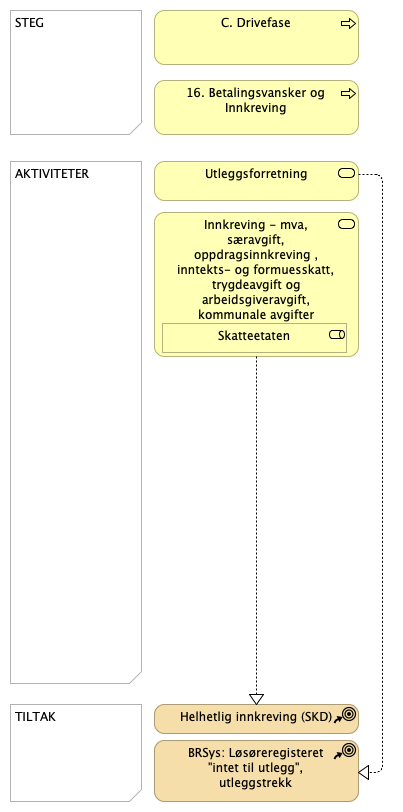 STEG
C. Drivefase
16. Betalingsvansker og
Innkreving
AKTIVITETER
Utleggsforretning
Innkreving - mva,
særavgift,
oppdragsinnkreving ,
inntekts- og formuesskatt,
trygdeavgift og
arbeidsgiveravgift,
kommunale avgifter
Skatteetaten
TILTAK
Helhetlig innkreving (SKD)
BRSys: Løsøreregisteret
"intet til utlegg",
utleggstrekk